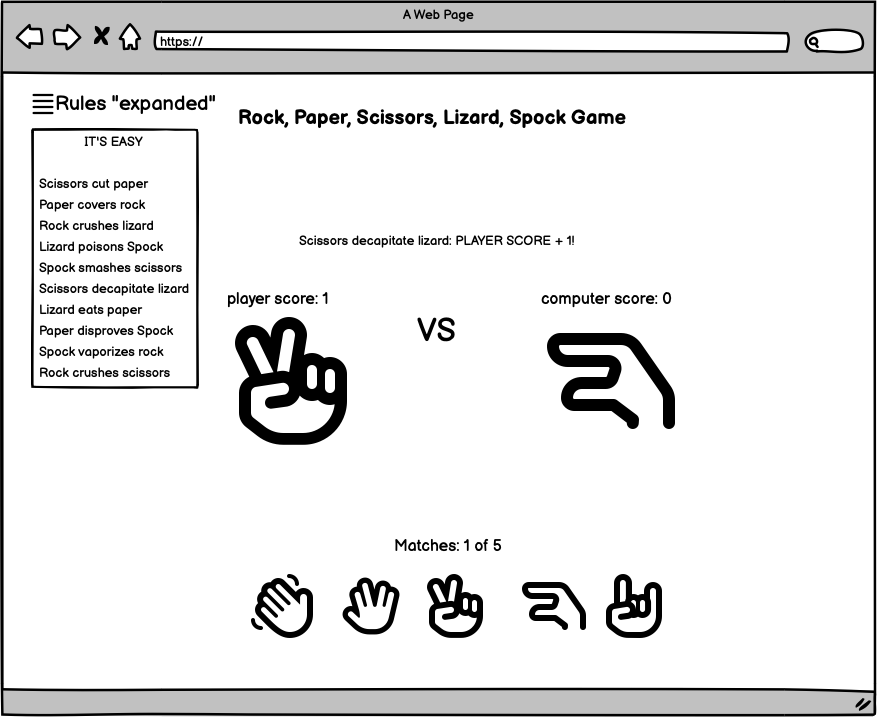 A Web Page
https://
Rules "expanded"
Rock, Paper, Scissors, Lizard, Spock Game
IT'S EASY
Scissors cut paper
Paper covers rock
Rock crushes lizard
Lizard poisons Spock
Spock smashes scissors
Scissors decapitate lizard
Lizard eats paper
Paper disproves Spock
Spock vaporizes rock
Rock crushes scissors
Scissors decapitate lizard: PLAYER SCORE + 1!
player score: 1
VS
computer score: 0
Matches: 1 of 5